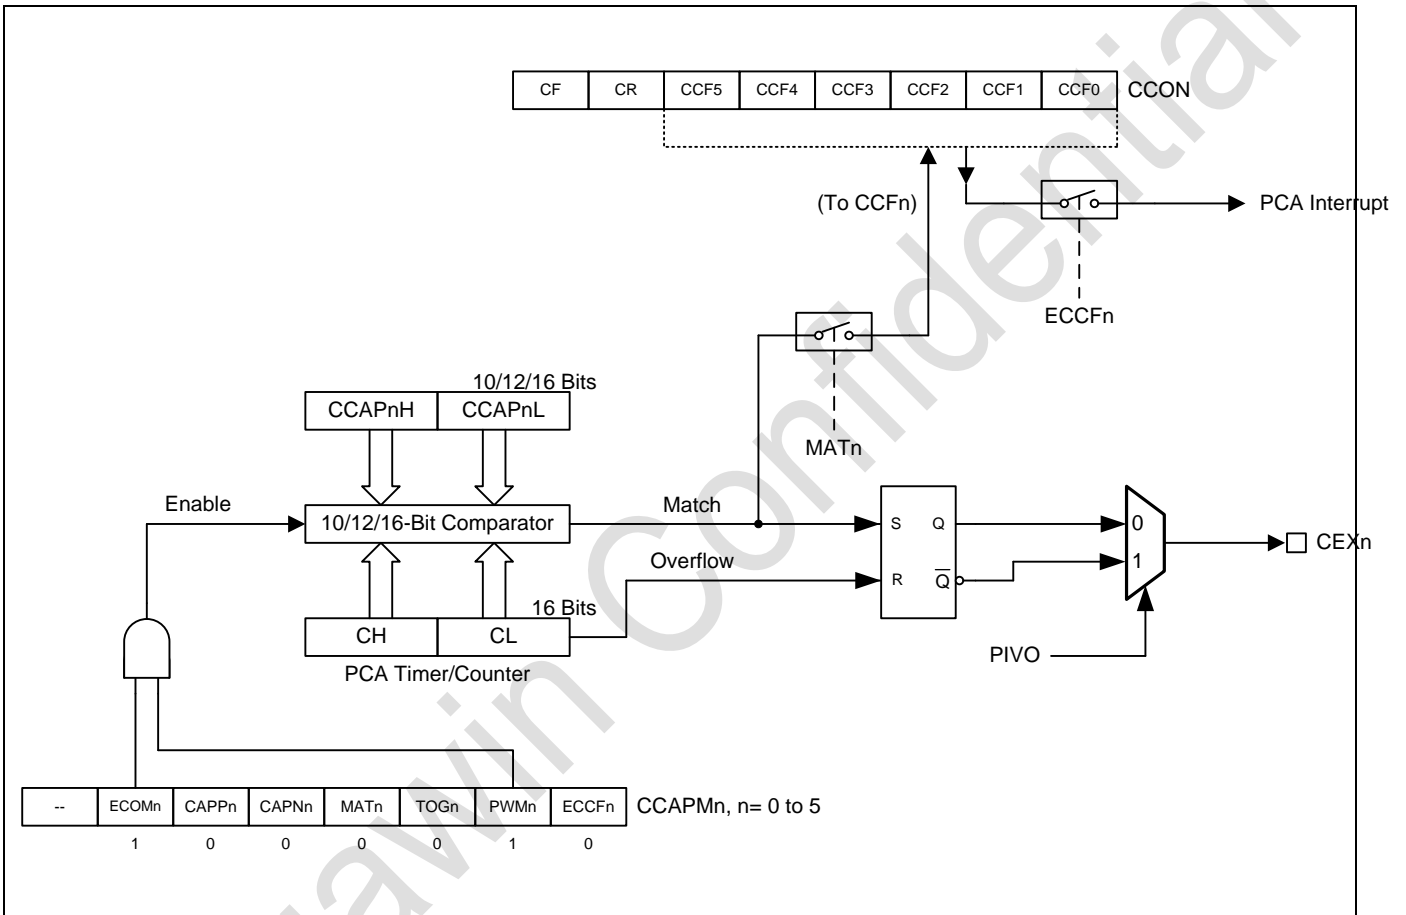 CF CR CCF5 CCF4 CCF3 CCF2 CCF1 CCF0 CCON
(To CCFn)
PCA Interrupt
ECCFn
10/12/16 Bits
CCAPnH CCAPnL
MATn
Enable
10/12/16-Bit Comparator
Match
S Q
0
CEXn
Overflow
R Q
1
16 Bits
CH CL
PCA Timer/Counter
PIVO
-- ECOMn CAPPn CAPNn MATn TOGn PWMn ECCFn CCAPMn, n= 0 to 5
1 0 0 0 0 1 0
awin Confidential